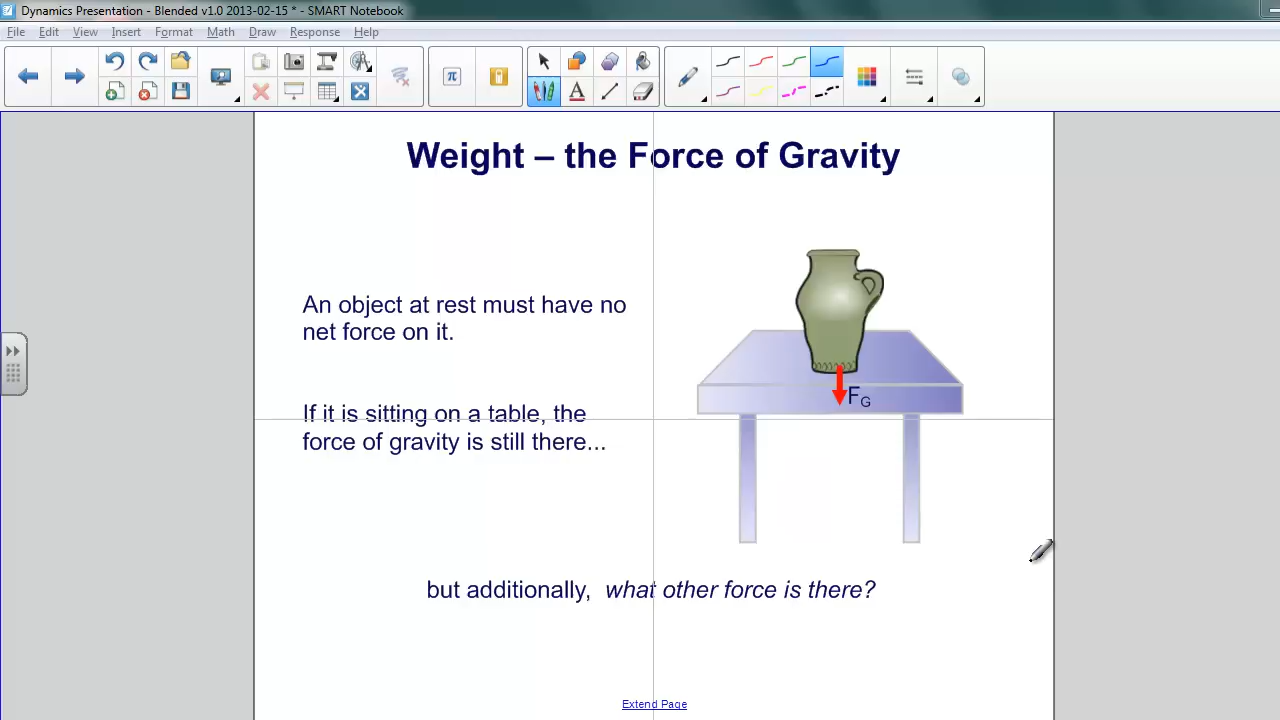 Dynamics Presentation - Blended v1.0 2013-02-15 * - SMART Notebook
File Edit View Insert Format Math Draw Response Help
π
A
Weight – the Force of Gravity
An object at rest must have no
net force on it.
If it is sitting on a table, the
force of gravity is still there...
FG
but additionally, what other force is there?
Extend Page